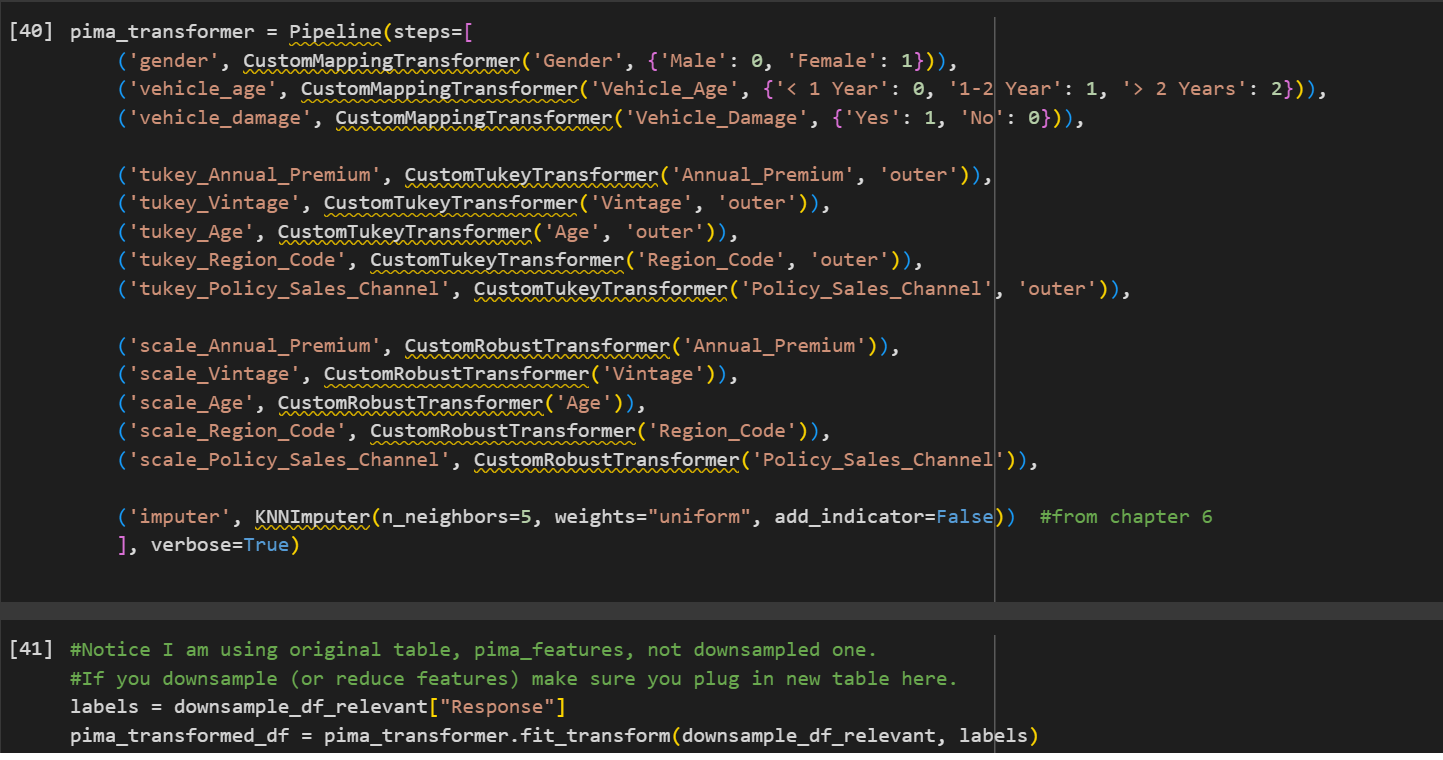 [40] pima_transformer = Pipeline(steps=[
('gender', CustomMappingTransformer('Gender', {'Male': 0, 'Female': 1})),
('vehicle_age', CustomMappingTransformer('Vehicle_Age', {'< 1 Year': 0, '1-2 Year': 1, '> 2 Years': 2})),
('vehicle_damage', CustomMappingTransformer('Vehicle_Damage', {'Yes': 1, 'No': 0})),
('tukey_Annual_Premium', CustomTukeyTransformer('Annual_Premium', 'outer')),
('tukey_Vintage', CustomTukeyTransformer('Vintage', 'outer')),
('tukey_Age', CustomTukeyTransformer('Age', 'outer')),
('tukey_Region_Code', CustomTukeyTransformer('Region_Code', 'outer')),
('tukey_Policy_Sales_Channel', CustomTukeyTransformer('Policy_Sales_Channel', 'outer')),
('scale_Annual_Premium', CustomRobustTransformer('Annual_Premium')),
('scale_Vintage', CustomRobustTransformer('Vintage')),
('scale_Age', CustomRobustTransformer('Age')),
('scale_Region_Code', CustomRobustTransformer('Region_Code')),
('scale_Policy_Sales_Channel', CustomRobustTransformer('Policy_Sales_Channel')),
('imputer', KNNImputer(n_neighbors=5, weights="uniform", add_indicator=False)) #from chapter 6
], verbose=True)
[41] #Notice I am using original table, pima_features, not downsampled one.
#If you downsample (or reduce features) make sure you plug in new table here.
labels = downsample_df_relevant["Response"]
pima_transformed_df = pima_transformer.fit_transform(downsample_df_relevant, labels)